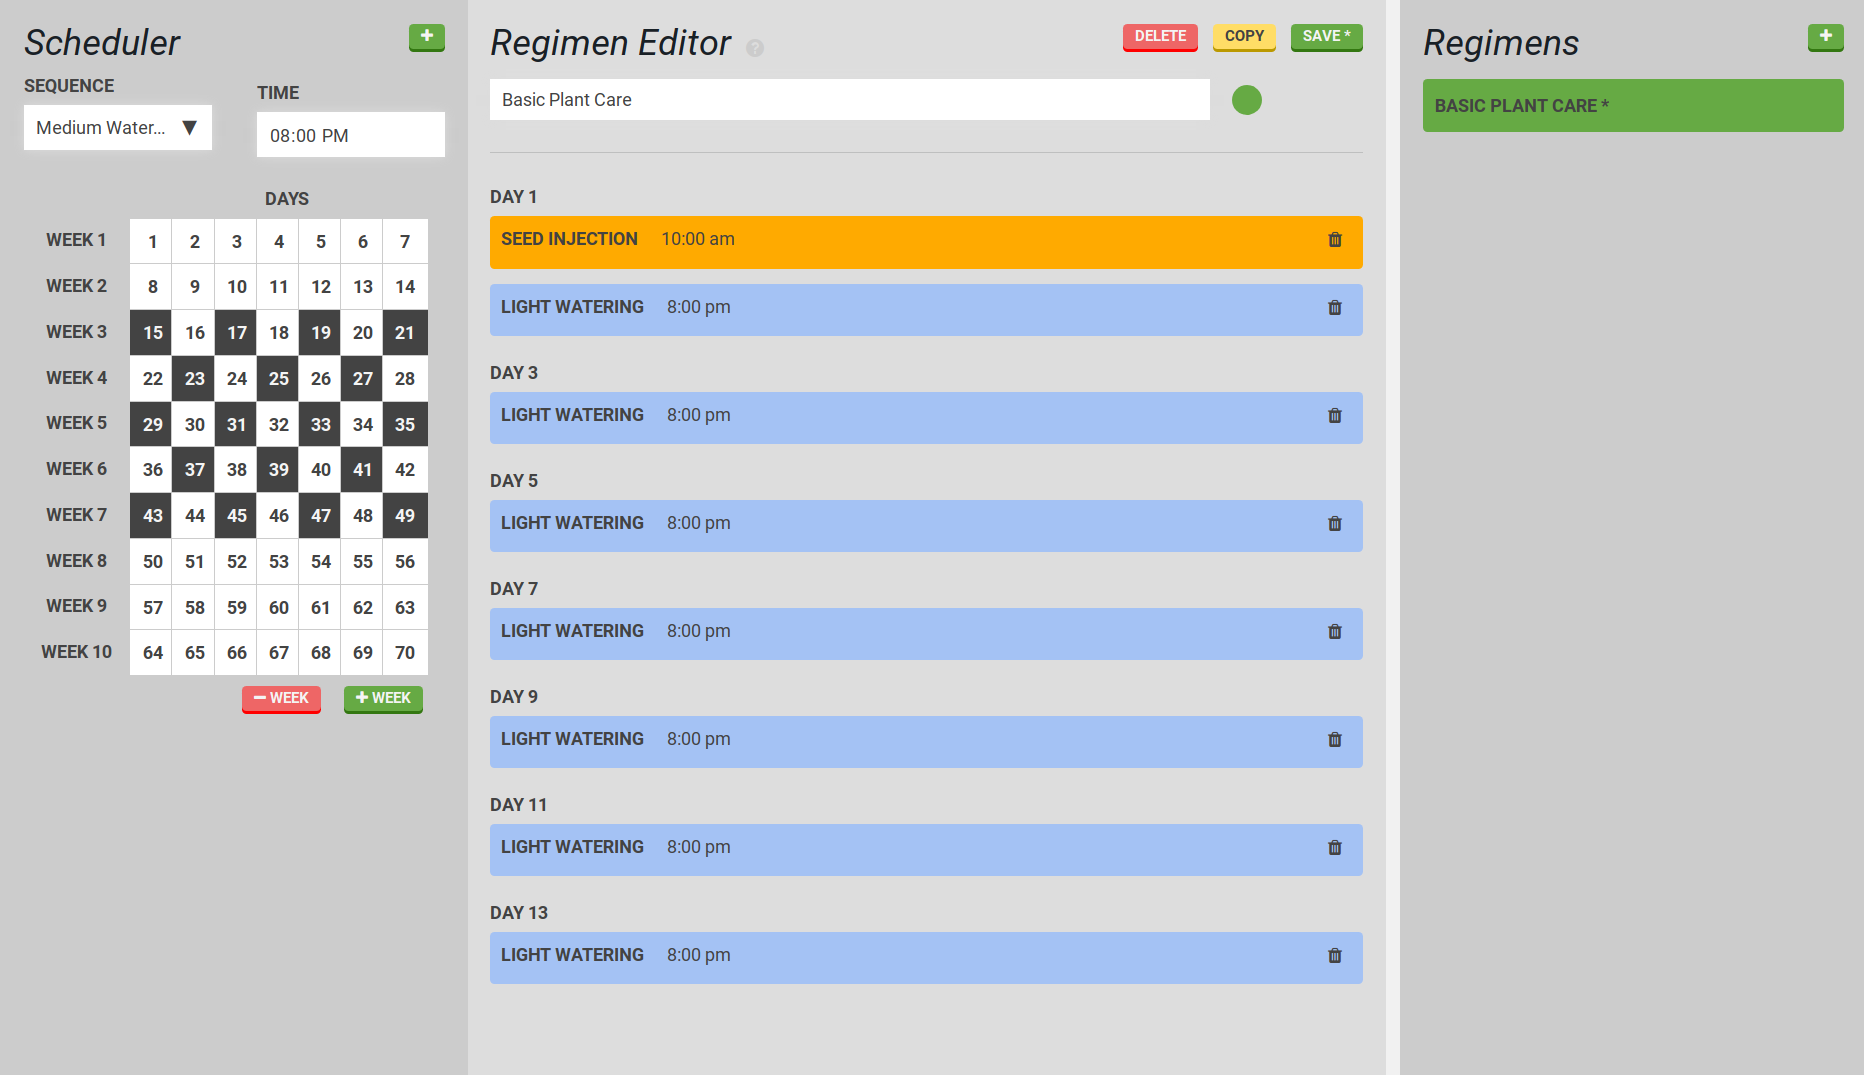 Scheduler
+
SEQUENCE
Medium Water... ▼
TIME
08:00 PM
DAYS
WEEK 1 1 2 3 4 5 6 7
WEEK 2 8 9 10 11 12 13 14
WEEK 3 15 16 17 18 19 20 21
WEEK 4 22 23 24 25 26 27 28
WEEK 5 29 30 31 32 33 34 35
WEEK 6 36 37 38 39 40 41 42
WEEK 7 43 44 45 46 47 48 49
WEEK 8 50 51 52 53 54 55 56
WEEK 9 57 58 59 60 61 62 63
WEEK 10 64 65 66 67 68 69 70
− WEEK + WEEK
Regimen Editor ?
DELETE COPY SAVE *
Basic Plant Care
DAY 1
SEED INJECTION 10:00 am
LIGHT WATERING 8:00 pm
DAY 3
LIGHT WATERING 8:00 pm
DAY 5
LIGHT WATERING 8:00 pm
DAY 7
LIGHT WATERING 8:00 pm
DAY 9
LIGHT WATERING 8:00 pm
DAY 11
LIGHT WATERING 8:00 pm
DAY 13
LIGHT WATERING 8:00 pm
Regimens
+
BASIC PLANT CARE *